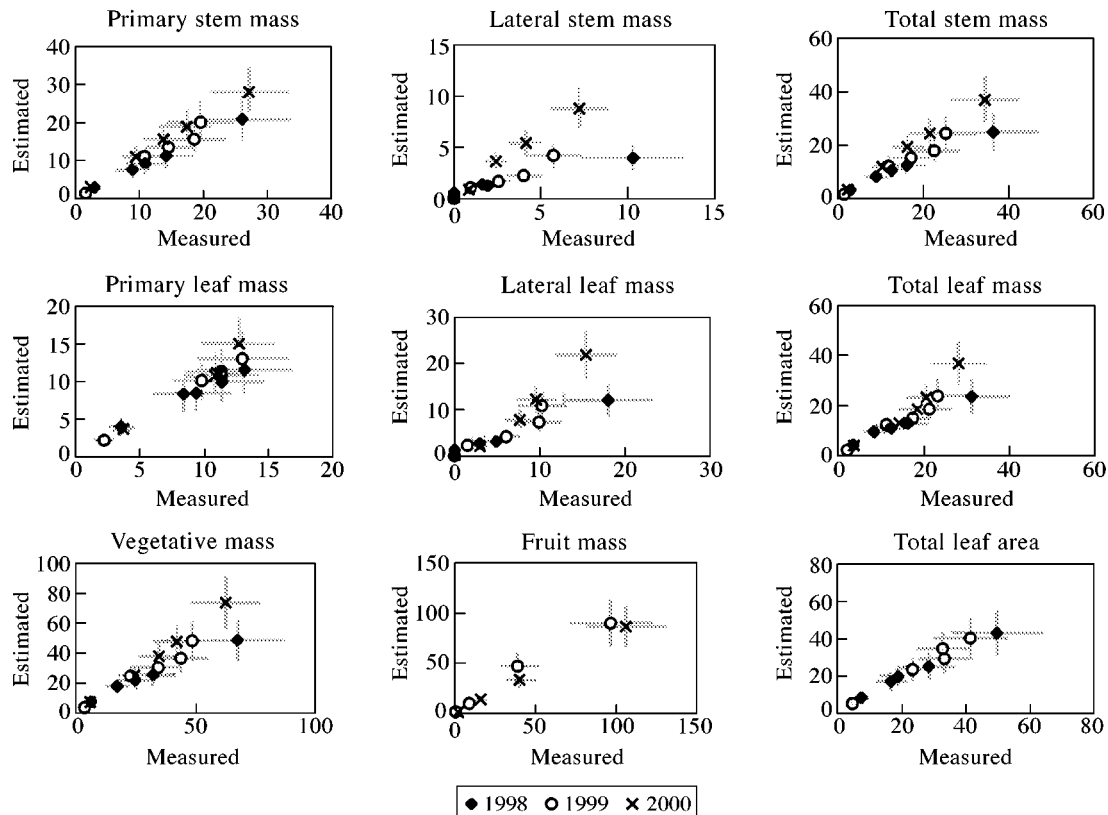 Primary stem mass
Lateral stem mass
Total stem mass
Estimated
40
30
20
10
0
0 10 20 30 40
Measured
Estimated
15
10
5
0
0 5 10 15
Measured
Estimated
60
40
20
0
0 20 40 60
Measured
Primary leaf mass
Lateral leaf mass
Total leaf mass
Estimated
20
15
10
5
0
0 5 10 15 20
Measured
Estimated
30
20
10
0
0 10 20 30
Measured
Estimated
60
40
20
0
0 20 40 60
Measured
Vegetative mass
Fruit mass
Total leaf area
Estimated
100
80
60
40
20
0
0 50 100
Measured
Estimated
150
100
50
0
0 50 100 150
Measured
Estimated
80
60
40
20
0
0 20 40 60 80
Measured
1998 1999 2000